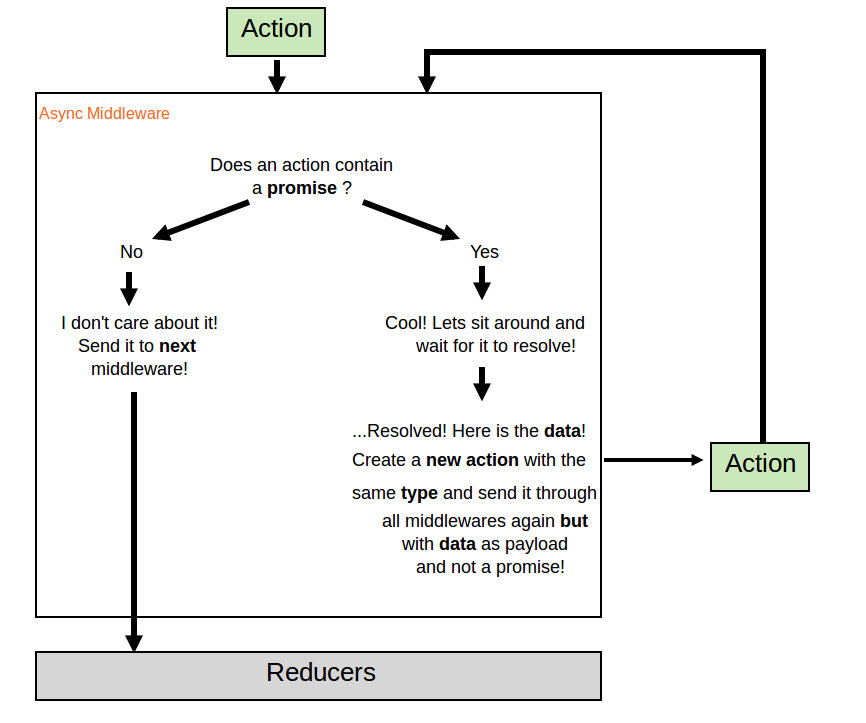 Action
Async Middleware
Does an action contain
a promise ?
No
Yes
I don't care about it!
Send it to next
middleware!
Cool! Lets sit around and
wait for it to resolve!
...Resolved! Here is the data!
Create a new action with the
same type and send it through
all middlewares again but
with data as payload
and not a promise!
Action
Reducers